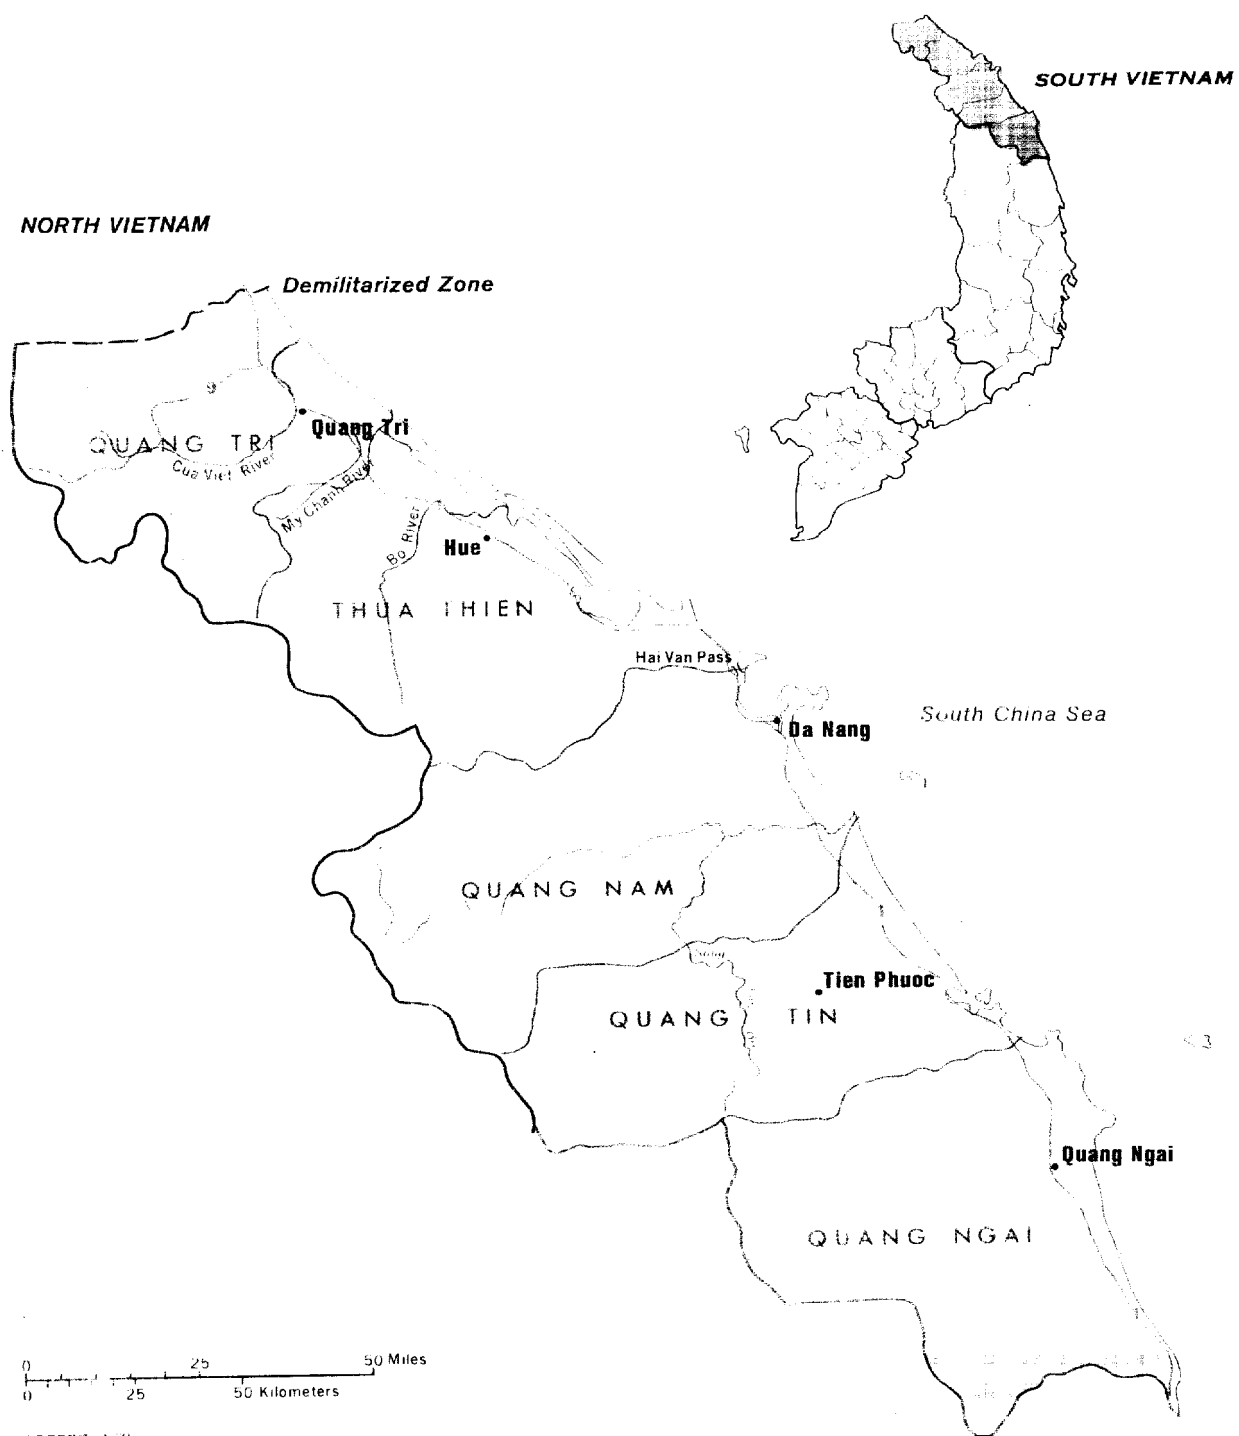 SOUTH VIETNAM
NORTH VIETNAM
Demilitarized Zone
9
Quang Tri
QUANG TRI
Cua Viet River
My Chanh River
Bo River
Hue
THUA THIEN
Hai Van Pass
South China Sea
Da Nang
QUANG NAM
Tien Phuoc
QUANG TIN
Quang Ngai
QUANG NGAI
0 25 50 Miles
0 25 50 Kilometers